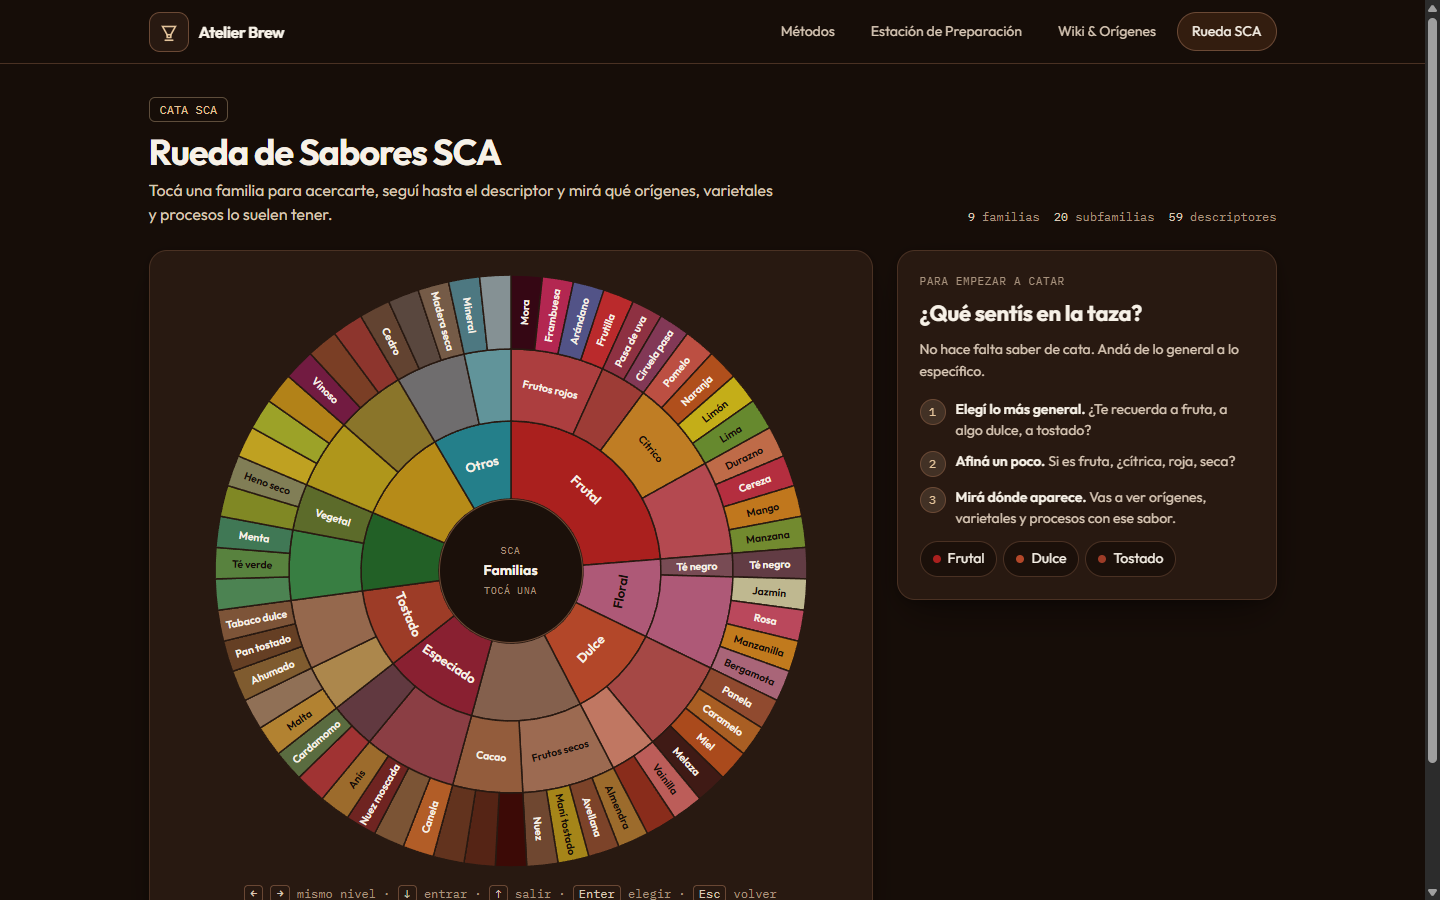 Atelier Brew
Métodos
Estación de Preparación
Wiki & Orígenes
Rueda SCA
CATA SCA
Rueda de Sabores SCA
Tocá una familia para acercarte, seguí hasta el descriptor y mirá qué orígenes, varietales
y procesos lo suelen tener.
9 familias 20 subfamilias 59 descriptores
Mora
Frambuesa
Arándano
Frutilla
Pasa de uva
Ciruela pasa
Pomelo
Naranja
Limón
Lima
Durazno
Cereza
Mango
Manzana
Té negro
Jazmín
Rosa
Manzanilla
Bergamota
Panela
Caramelo
Miel
Melaza
Vainilla
Almendra
Avellana
Maní tostado
Nuez
Canela
Nuez moscada
Anís
Cardamomo
Malta
Ahumado
Pan tostado
Tabaco dulce
Té verde
Menta
Heno seco
Vinoso
Cedro
Madera seca
Mineral
Frutos rojos
Cítrico
Té negro
Frutos secos
Cacao
Vegetal
Frutal
Floral
Dulce
Especiado
Tostado
Otros
SCA
Familias
TOCÁ UNA
← → mismo nivel · ↓ entrar · ↑ salir · Enter elegir · Esc volver
PARA EMPEZAR A CATAR
¿Qué sentís en la taza?
No hace falta saber de cata. Andá de lo general a lo
específico.
1 Elegí lo más general. ¿Te recuerda a fruta, a
algo dulce, a tostado?
2 Afiná un poco. Si es fruta, ¿cítrica, roja, seca?
3 Mirá dónde aparece. Vas a ver orígenes,
varietales y procesos con ese sabor.
Frutal
Dulce
Tostado